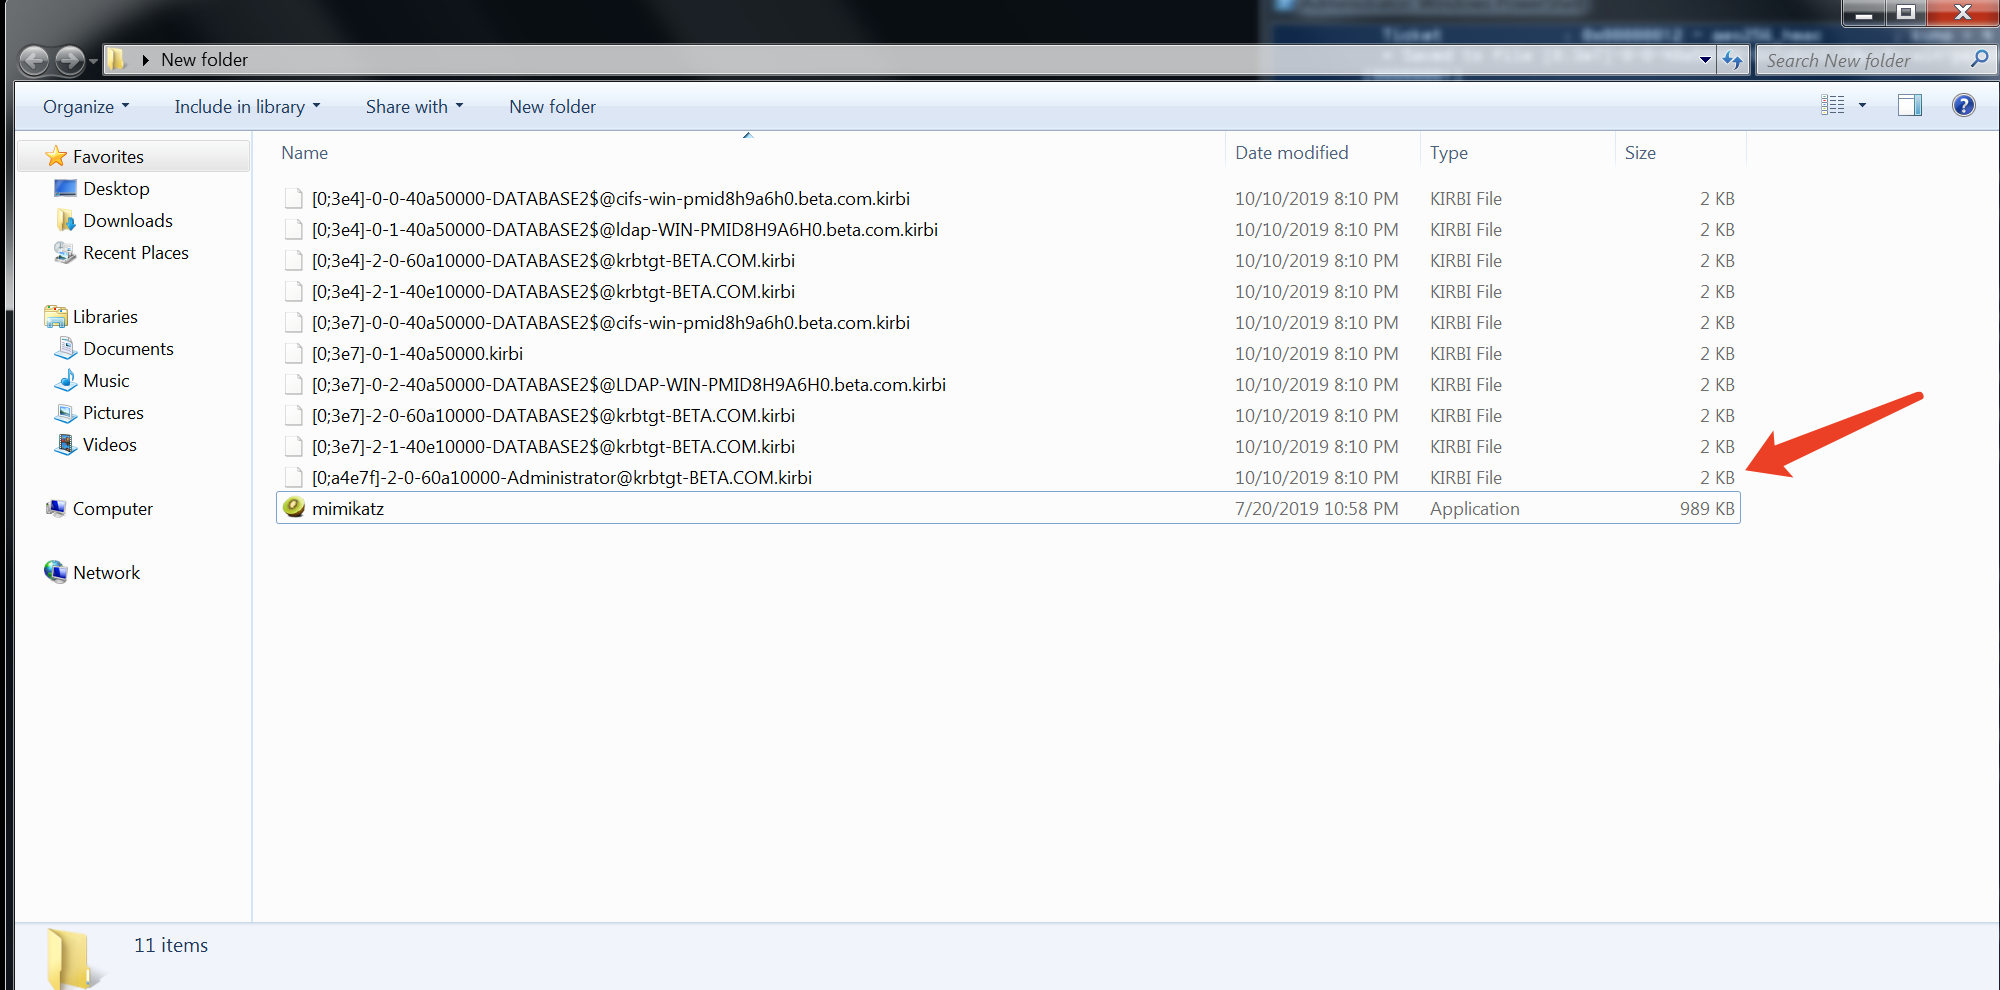 Ticket : 0x00000012 - aes256_hmac
New folder
Search New folder
Organize Include in library Share with New folder
Name Date modified Type Size
Favorites
Desktop
Downloads
Recent Places
Libraries
Documents
Music
Pictures
Videos
Computer
Network
[0;3e4]-0-0-40a50000-DATABASE2$@cifs-win-pmid8h9a6h0.beta.com.kirbi 10/10/2019 8:10 PM KIRBI File 2 KB
[0;3e4]-0-1-40a50000-DATABASE2$@ldap-WIN-PMID8H9A6H0.beta.com.kirbi 10/10/2019 8:10 PM KIRBI File 2 KB
[0;3e4]-2-0-60a10000-DATABASE2$@krbtgt-BETA.COM.kirbi 10/10/2019 8:10 PM KIRBI File 2 KB
[0;3e4]-2-1-40e10000-DATABASE2$@krbtgt-BETA.COM.kirbi 10/10/2019 8:10 PM KIRBI File 2 KB
[0;3e7]-0-0-40a50000-DATABASE2$@cifs-win-pmid8h9a6h0.beta.com.kirbi 10/10/2019 8:10 PM KIRBI File 2 KB
[0;3e7]-0-1-40a50000.kirbi 10/10/2019 8:10 PM KIRBI File 2 KB
[0;3e7]-0-2-40a50000-DATABASE2$@LDAP-WIN-PMID8H9A6H0.beta.com.kirbi 10/10/2019 8:10 PM KIRBI File 2 KB
[0;3e7]-2-0-60a10000-DATABASE2$@krbtgt-BETA.COM.kirbi 10/10/2019 8:10 PM KIRBI File 2 KB
[0;3e7]-2-1-40e10000-DATABASE2$@krbtgt-BETA.COM.kirbi 10/10/2019 8:10 PM KIRBI File 2 KB
[0;a4e7f]-2-0-60a10000-Administrator@krbtgt-BETA.COM.kirbi 10/10/2019 8:10 PM KIRBI File 2 KB
mimikatz 7/20/2019 10:58 PM Application 989 KB
11 items